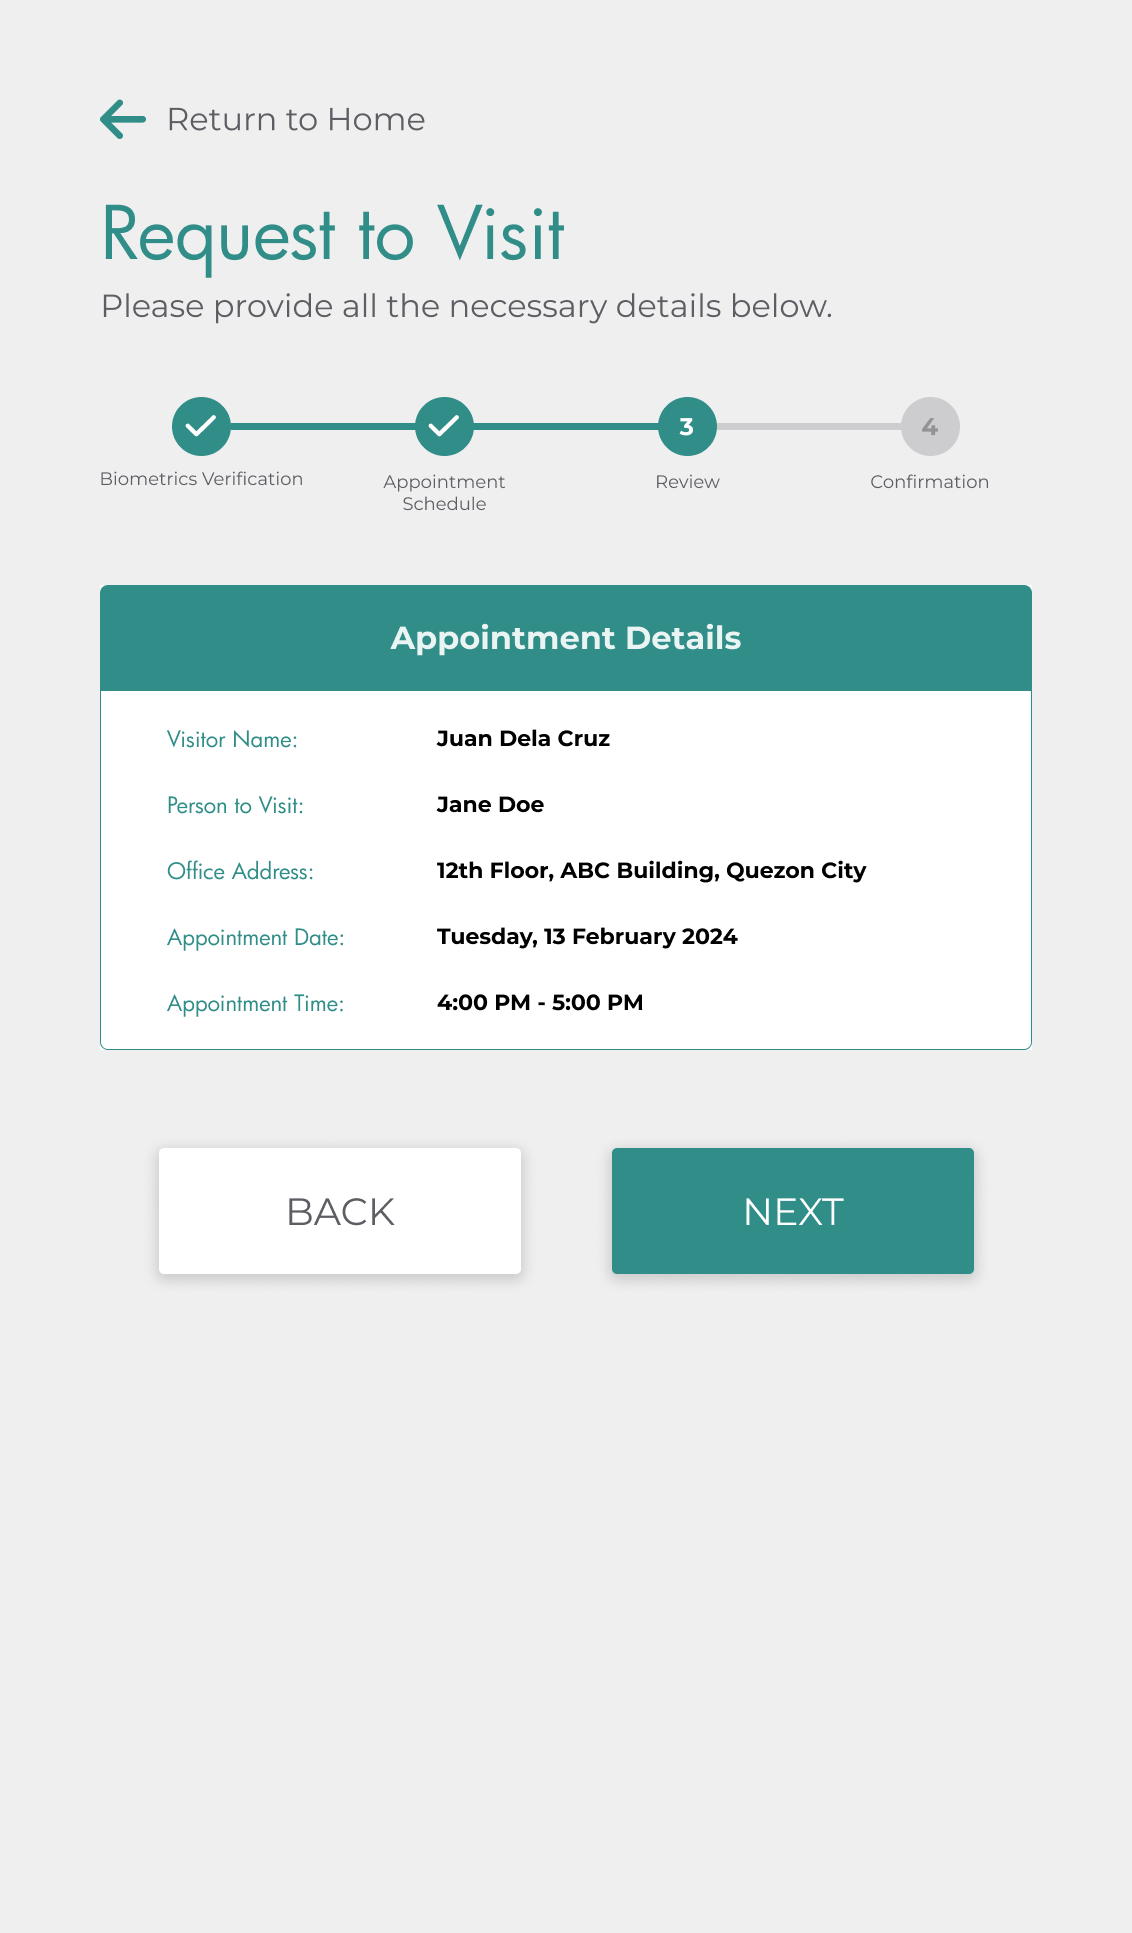 Return to Home
Request to Visit
Please provide all the necessary details below.
3
4
Biometrics Verification
Appointment
Schedule
Review
Confirmation
Appointment Details
Visitor Name: Juan Dela Cruz
Person to Visit: Jane Doe
Office Address: 12th Floor, ABC Building, Quezon City
Appointment Date: Tuesday, 13 February 2024
Appointment Time: 4:00 PM - 5:00 PM
BACK
NEXT